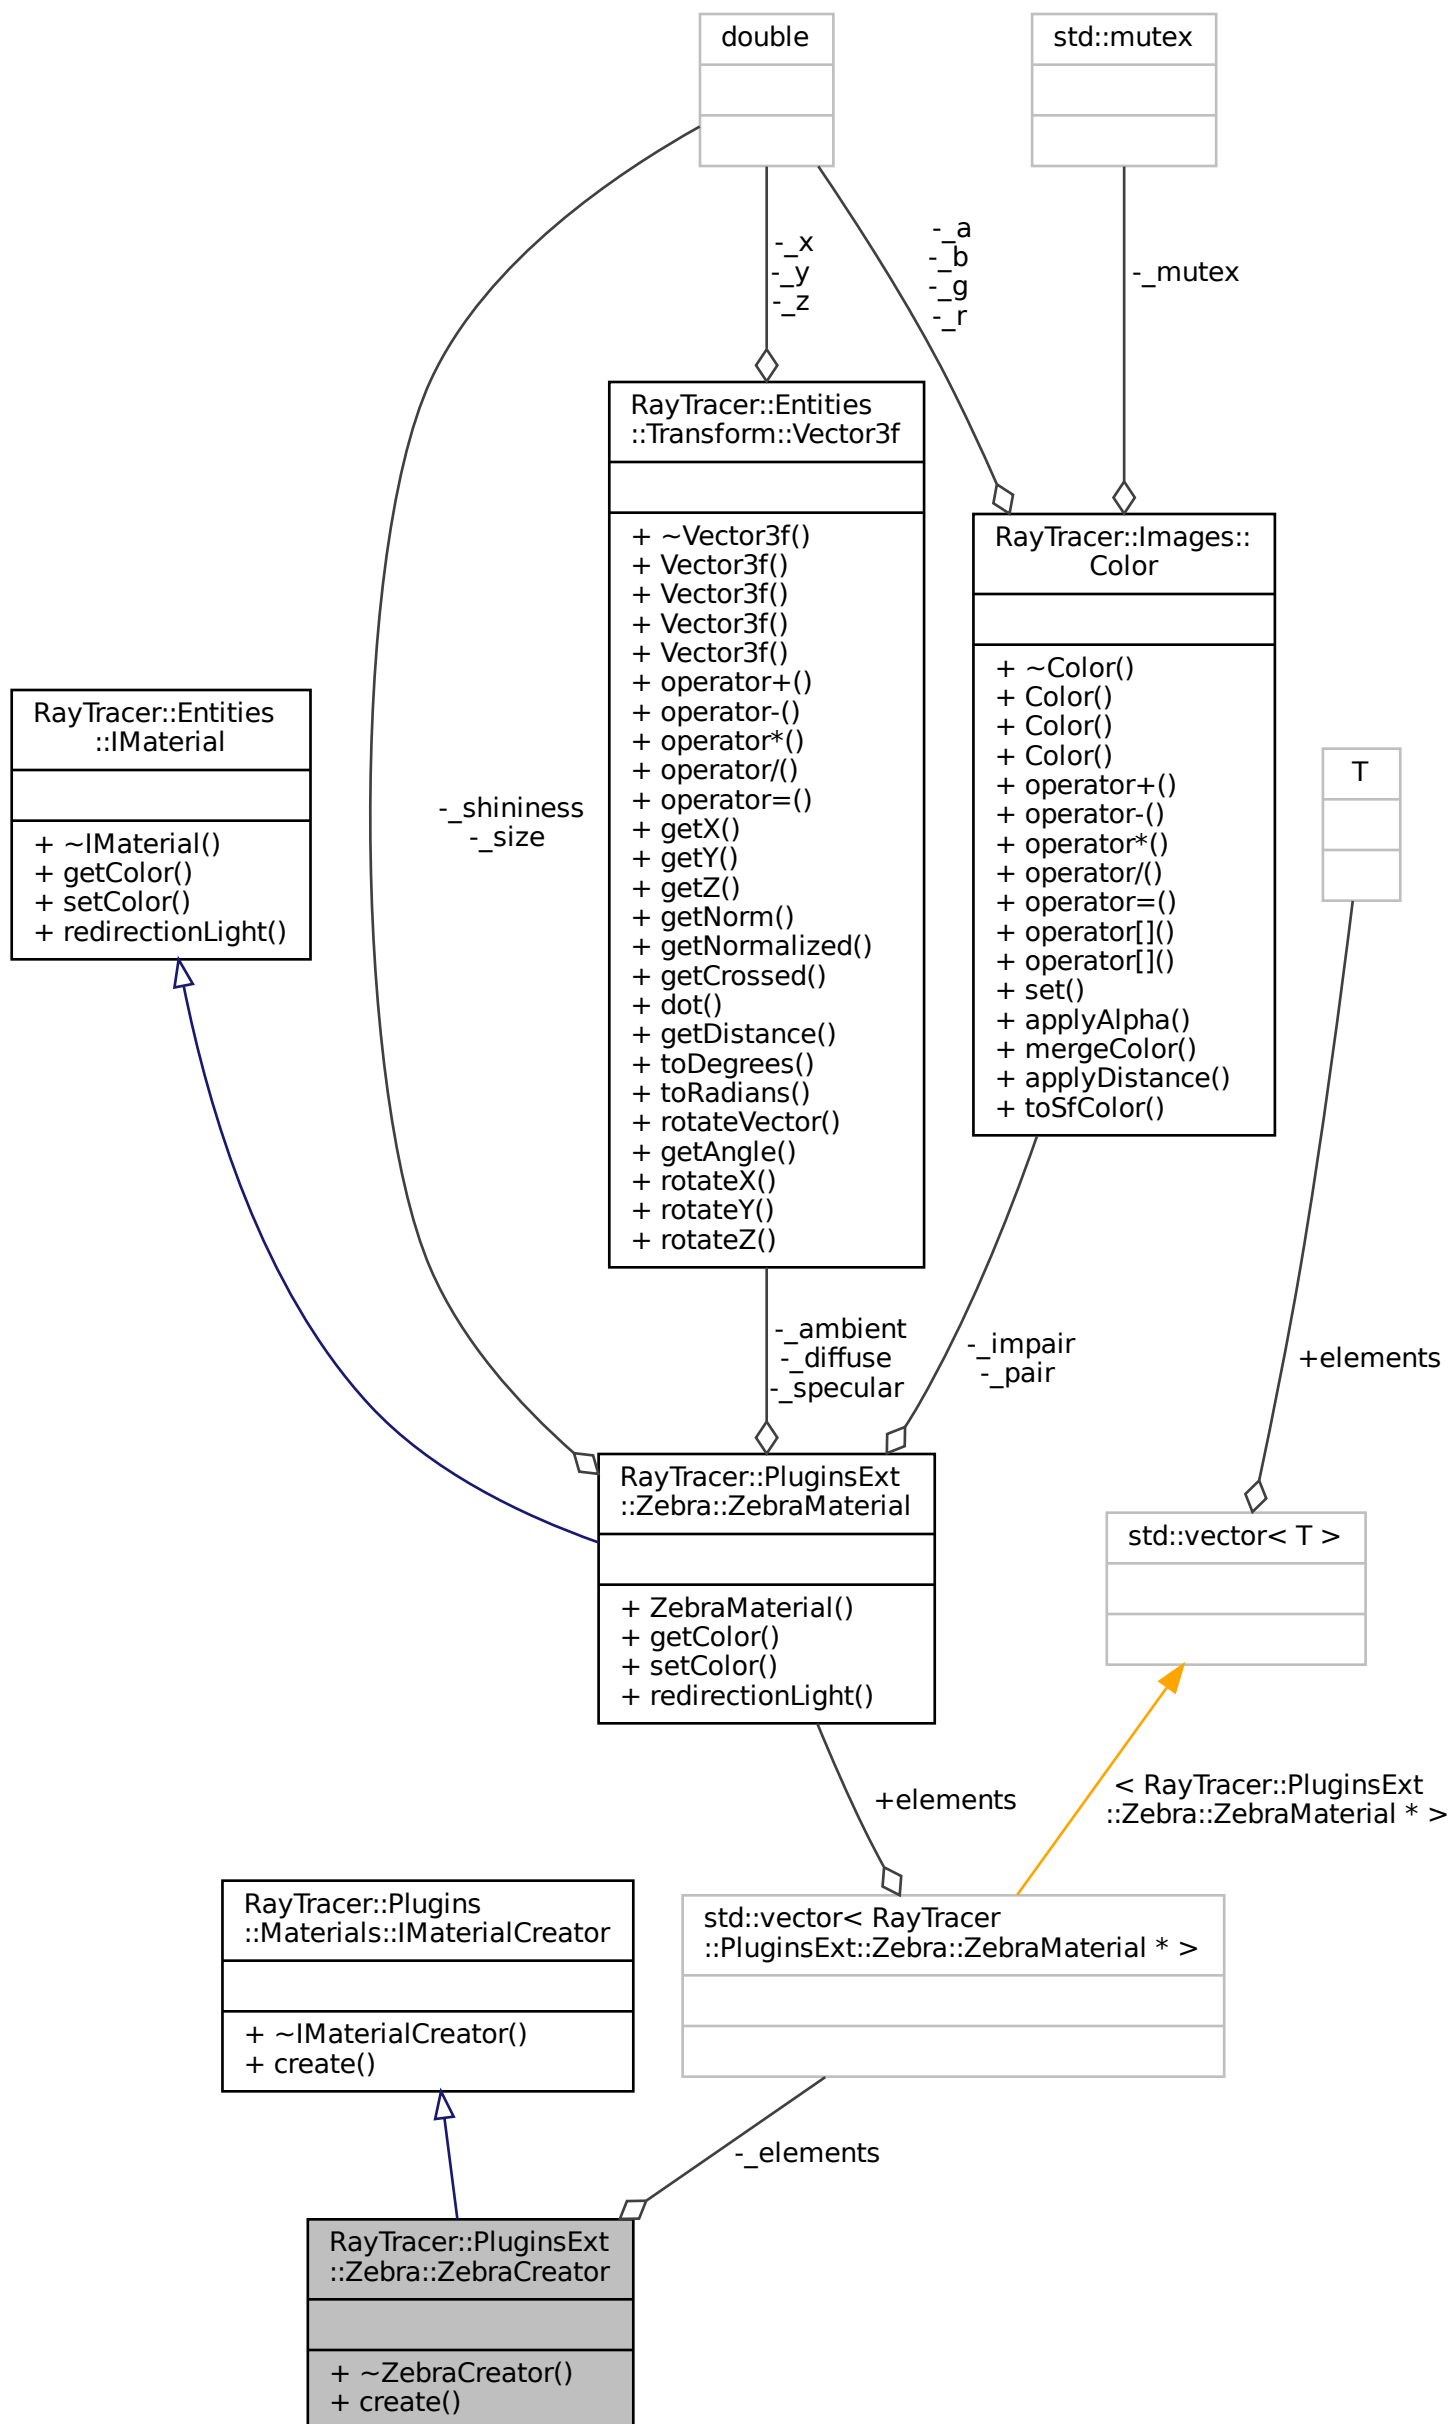 double
std::mutex
-_x
-_y
-_z
-_a
-_b
-_g
-_r
-_mutex
RayTracer::Entities
::Transform::Vector3f
+ ~Vector3f()
+ Vector3f()
+ Vector3f()
+ Vector3f()
+ Vector3f()
+ operator+()
+ operator-()
+ operator*()
+ operator/()
+ operator=()
+ getX()
+ getY()
+ getZ()
+ getNorm()
+ getNormalized()
+ getCrossed()
+ dot()
+ getDistance()
+ toDegrees()
+ toRadians()
+ rotateVector()
+ getAngle()
+ rotateX()
+ rotateY()
+ rotateZ()
RayTracer::Images::
Color
+ ~Color()
+ Color()
+ Color()
+ Color()
+ operator+()
+ operator-()
+ operator*()
+ operator/()
+ operator=()
+ operator[]()
+ operator[]()
+ set()
+ applyAlpha()
+ mergeColor()
+ applyDistance()
+ toSfColor()
RayTracer::Entities
::IMaterial
+ ~IMaterial()
+ getColor()
+ setColor()
+ redirectionLight()
-_shininess
-_size
T
-_ambient
-_diffuse
-_specular
-_impair
-_pair
+elements
RayTracer::PluginsExt
::Zebra::ZebraMaterial
+ ZebraMaterial()
+ getColor()
+ setColor()
+ redirectionLight()
std::vector< T >
+elements
< RayTracer::PluginsExt
::Zebra::ZebraMaterial * >
RayTracer::Plugins
::Materials::IMaterialCreator
+ ~IMaterialCreator()
+ create()
std::vector< RayTracer
::PluginsExt::Zebra::ZebraMaterial * >
-_elements
RayTracer::PluginsExt
::Zebra::ZebraCreator
+ ~ZebraCreator()
+ create()